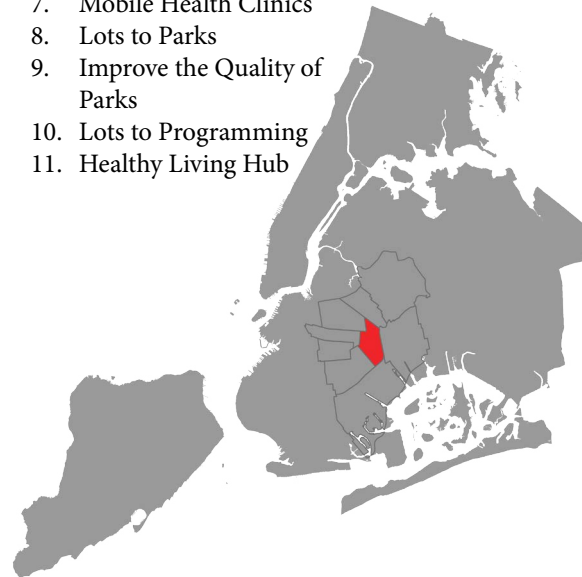 7. Mobile Health Clinics
8. Lots to Parks
9. Improve the Quality of
Parks
10. Lots to Programming
11. Healthy Living Hub